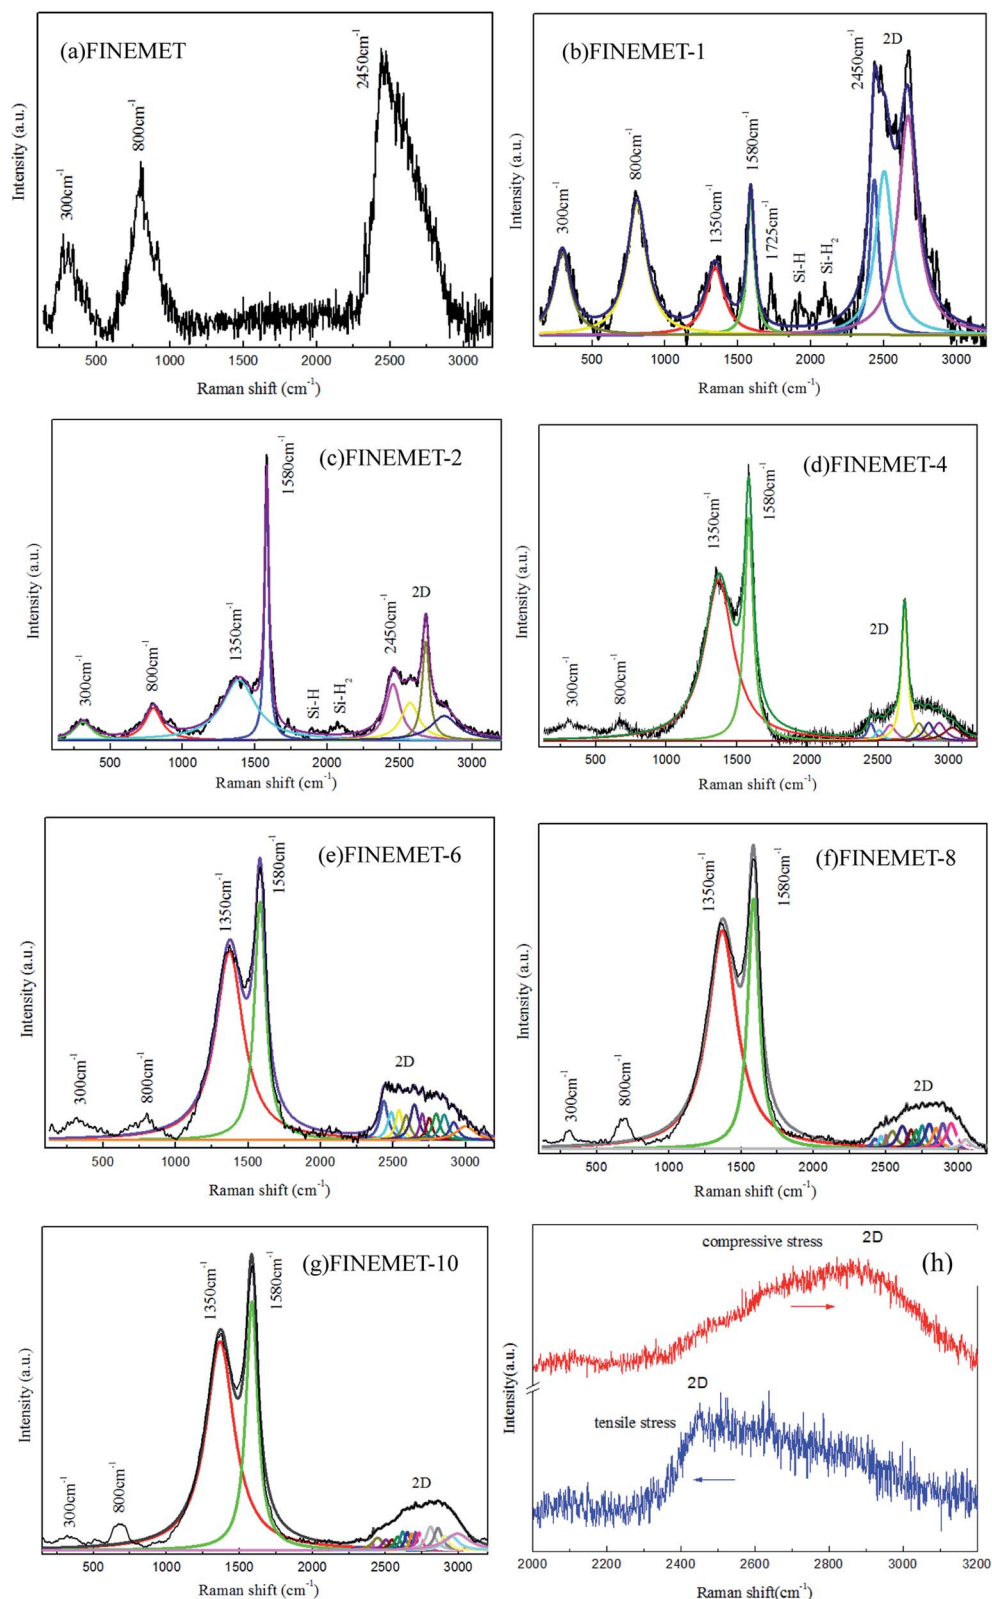 (a)FINEMET
300cm⁻¹
800cm⁻¹
2450cm⁻¹
Intensity (a.u.)
500 1000 1500 2000 2500 3000
Raman shift (cm⁻¹)
(b)FINEMET-1
300cm⁻¹
800cm⁻¹
1350cm⁻¹
1580cm⁻¹
1725cm⁻¹
Si-H
Si-H₂
2450cm⁻¹
2D
Intensity (a.u.)
500 1000 1500 2000 2500 3000
Raman shift (cm⁻¹)
(c)FINEMET-2
300cm⁻¹
800cm⁻¹
1350cm⁻¹
1580cm⁻¹
Si-H
Si-H₂
2450cm⁻¹
2D
Intensity (a.u.)
500 1000 1500 2000 2500 3000
Raman shift (cm⁻¹)
(d)FINEMET-4
300cm⁻¹
800cm⁻¹
1350cm⁻¹
1580cm⁻¹
2D
Intensity (a.u.)
500 1000 1500 2000 2500 3000
Raman shift (cm⁻¹)
(e)FINEMET-6
300cm⁻¹
800cm⁻¹
1350cm⁻¹
1580cm⁻¹
2D
Intensity (a.u.)
500 1000 1500 2000 2500 3000
Raman shift (cm⁻¹)
(f)FINEMET-8
300cm⁻¹
800cm⁻¹
1350cm⁻¹
1580cm⁻¹
2D
Intensity (a.u.)
500 1000 1500 2000 2500 3000
Raman shift (cm⁻¹)
(g)FINEMET-10
300cm⁻¹
800cm⁻¹
1350cm⁻¹
1580cm⁻¹
2D
Intensity (a.u.)
500 1000 1500 2000 2500 3000
Raman shift (cm⁻¹)
(h)
compressive stress
2D
tensile stress
2D
Intensity(a.u.)
2000 2200 2400 2600 2800 3000 3200
Raman shift(cm⁻¹)